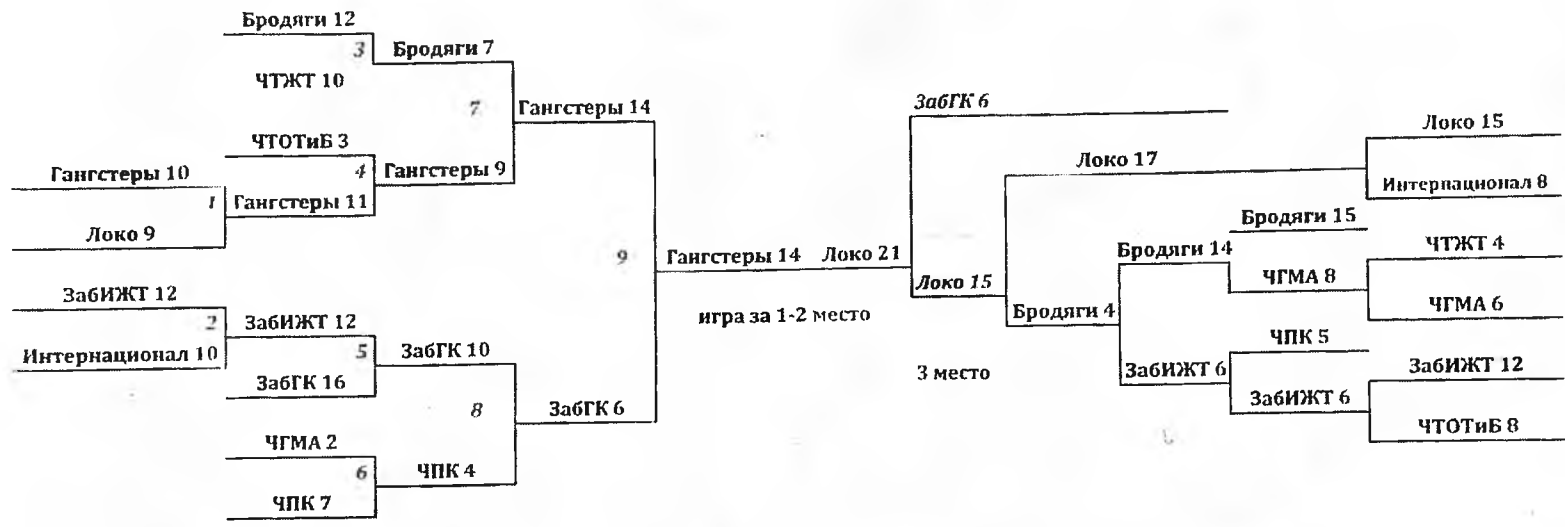 Бродяги 12
3
Бродяги 7
ЧТЖТ 10
7
Гангстеры 14
ЧТОТиБ 3
Гангстеры 10
4
Гангстеры 9
1
Гангстеры 11
Локо 9
9
Гангстеры 14
ЗабИЖТ 12
2
ЗабИЖТ 12
Интернационал 10
5
ЗабГК 10
ЗабГК 16
8
ЗабГК 6
ЧГМА 2
6
ЧПК 4
ЧПК 7
игра за 1-2 место
Локо 21
ЗабГК 6
Локо 15
3 место
Локо 17
Локо 15
Интернационал 8
Бродяги 15
Бродяги 14
ЧТЖТ 4
ЧГМА 8
ЧГМА 6
Бродяги 4
ЧПК 5
ЗабИЖТ 6
ЗабИЖТ 12
ЗабИЖТ 6
ЧТОТиБ 8